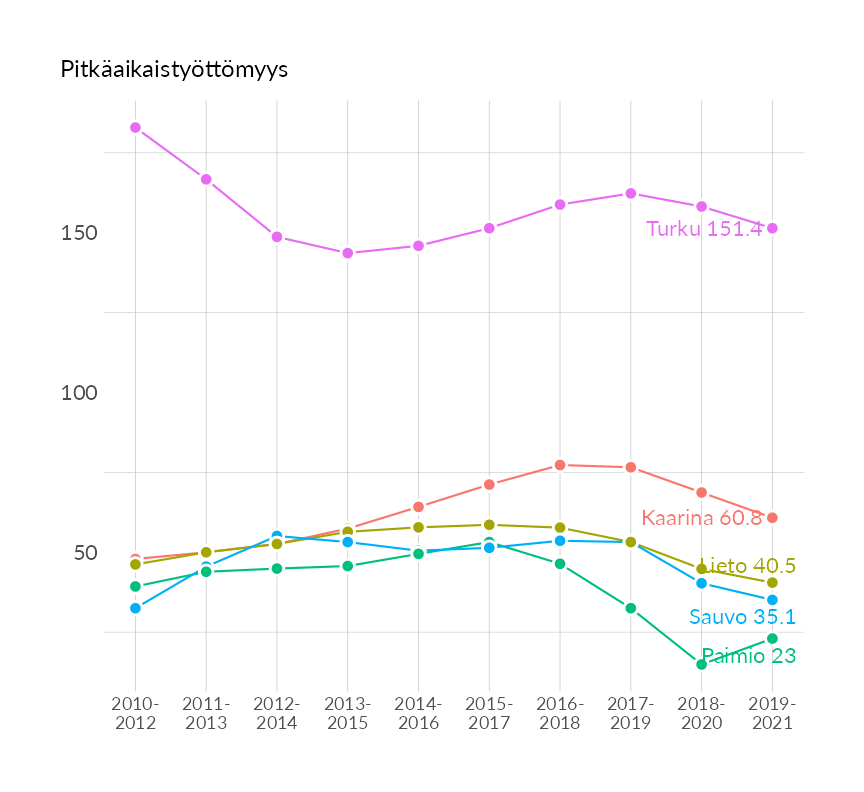 Pitkäaikaistyöttömyys
150
100
50
Turku 151.4
Kaarina 60.8
Lieto 40.5
Sauvo 35.1
Paimio 23
2010- 2011- 2012- 2013- 2014- 2015- 2016- 2017- 2018- 2019-
2012 2013 2014 2015 2016 2017 2018 2019 2020 2021